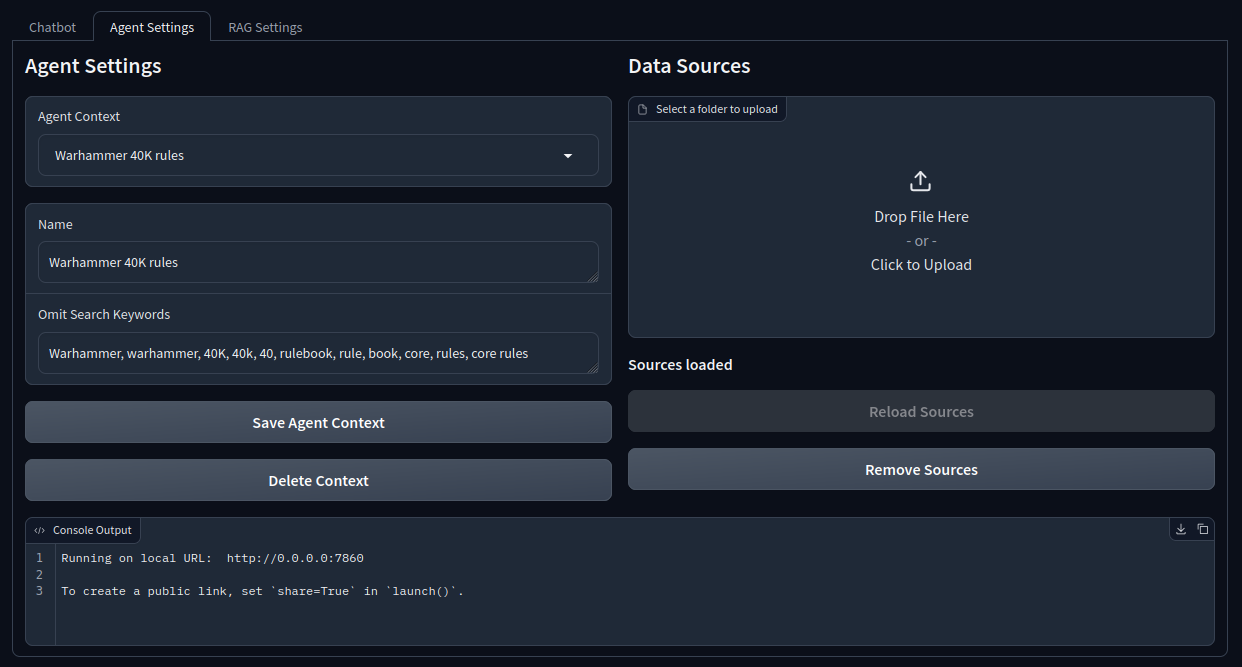 Chatbot
Agent Settings
RAG Settings
Agent Settings
Agent Context
Warhammer 40K rules
Name
Warhammer 40K rules
Omit Search Keywords
Warhammer, warhammer, 40K, 40k, 40, rulebook, rule, book, core, rules, core rules
Save Agent Context
Delete Context
Data Sources
Select a folder to upload
Drop File Here
- or -
Click to Upload
Sources loaded
Reload Sources
Remove Sources
Console Output
1 Running on local URL:  http://0.0.0.0:7860
2
3 To create a public link, set `share=True` in `launch()`.